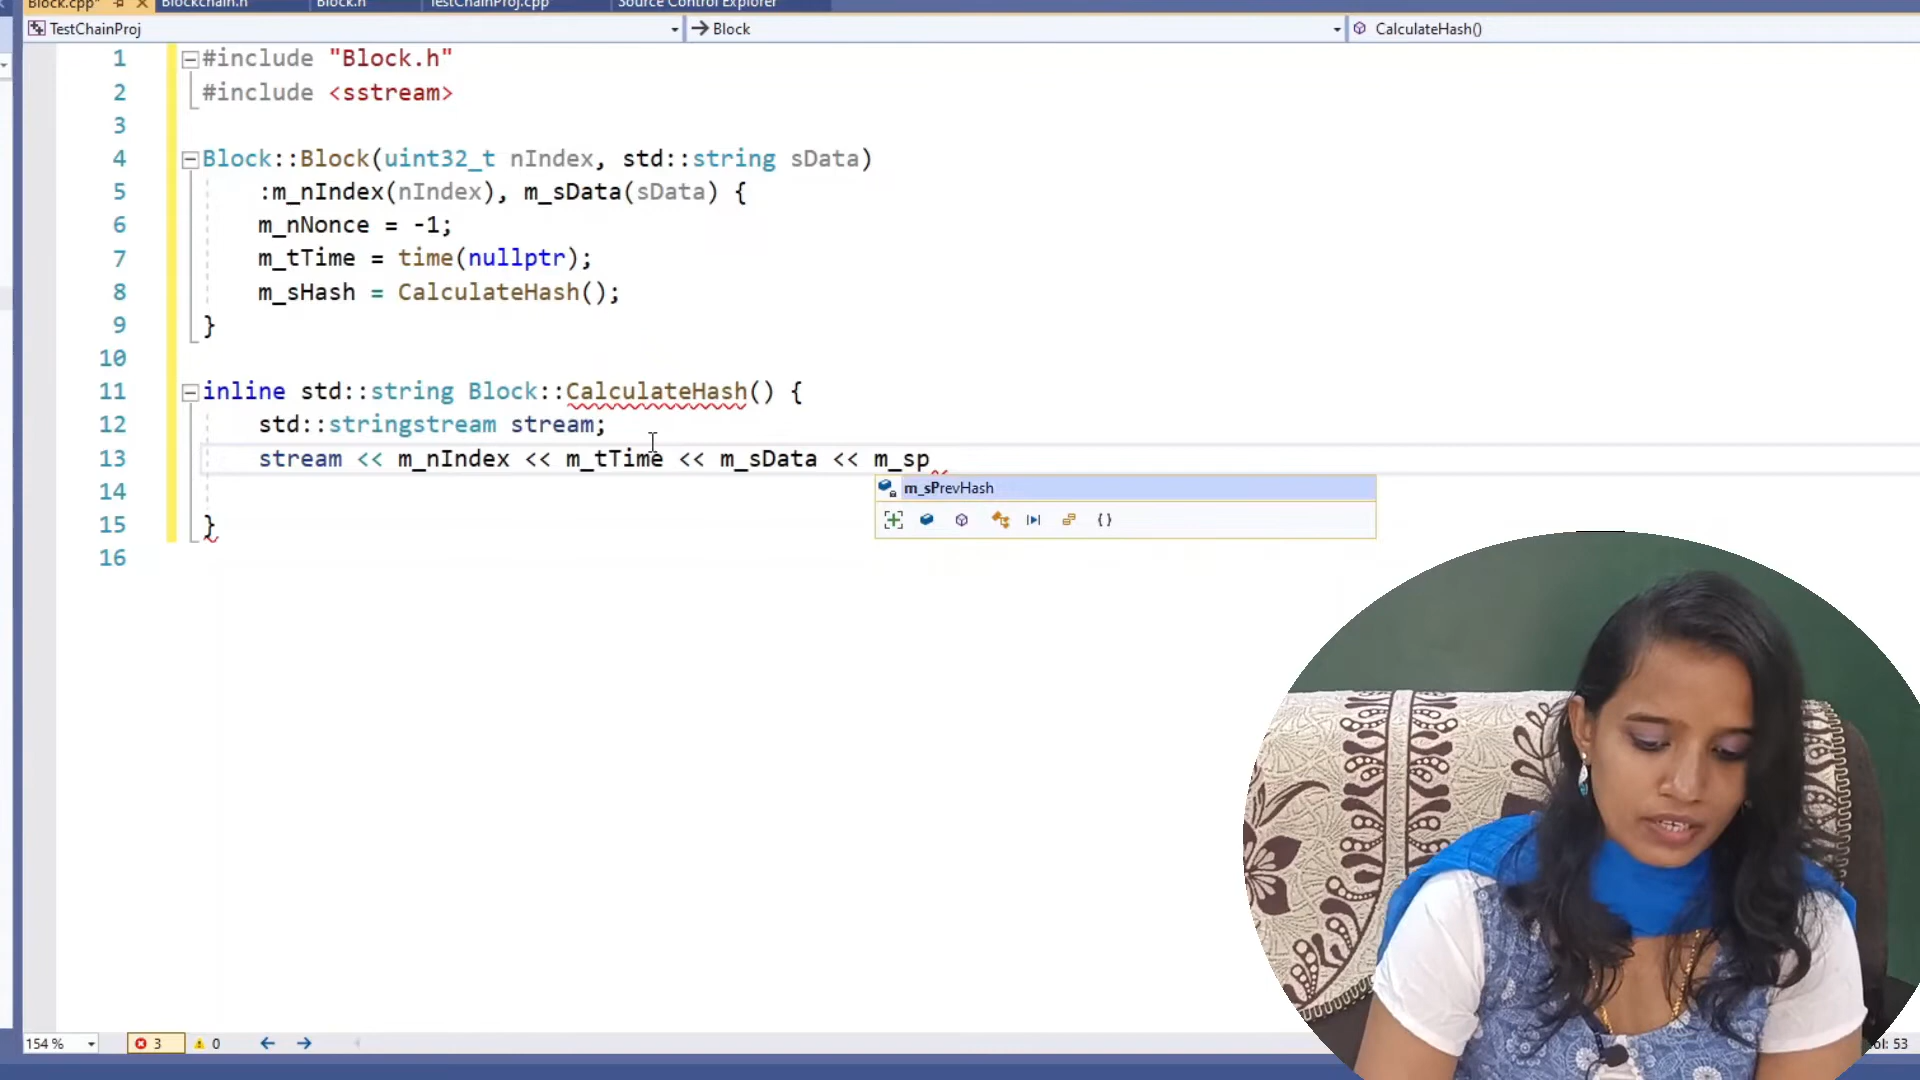 Block.cpp* Blockchain.h Block.h TestChainProj.cpp Source Control Explorer
TestChainProj Block CalculateHash()
1 #include "Block.h"
2 #include <sstream>
3
4 Block::Block(uint32_t nIndex, std::string sData)
5 :m_nIndex(nIndex), m_sData(sData) {
6 m_nNonce = -1;
7 m_tTime = time(nullptr);
8 m_sHash = CalculateHash();
9 }
10
11 inline std::string Block::CalculateHash() {
12 std::stringstream stream;
13 stream << m_nIndex << m_tTime << m_sData << m_sp
m_sPrevHash
14
15 }
16
154 % 3 0 : 53